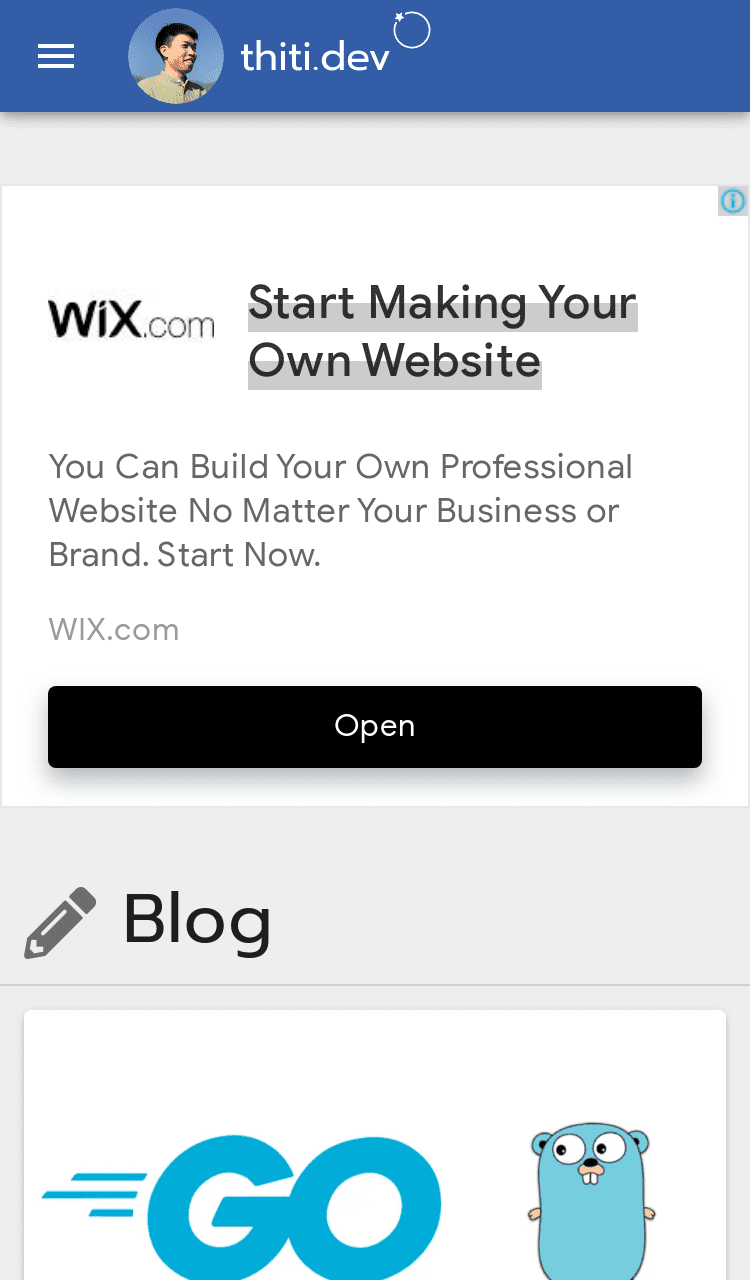 thiti.dev
WiX.com
Start Making Your
Own Website
You Can Build Your Own Professional
Website No Matter Your Business or
Brand. Start Now.
WIX.com
Open
Blog
GO